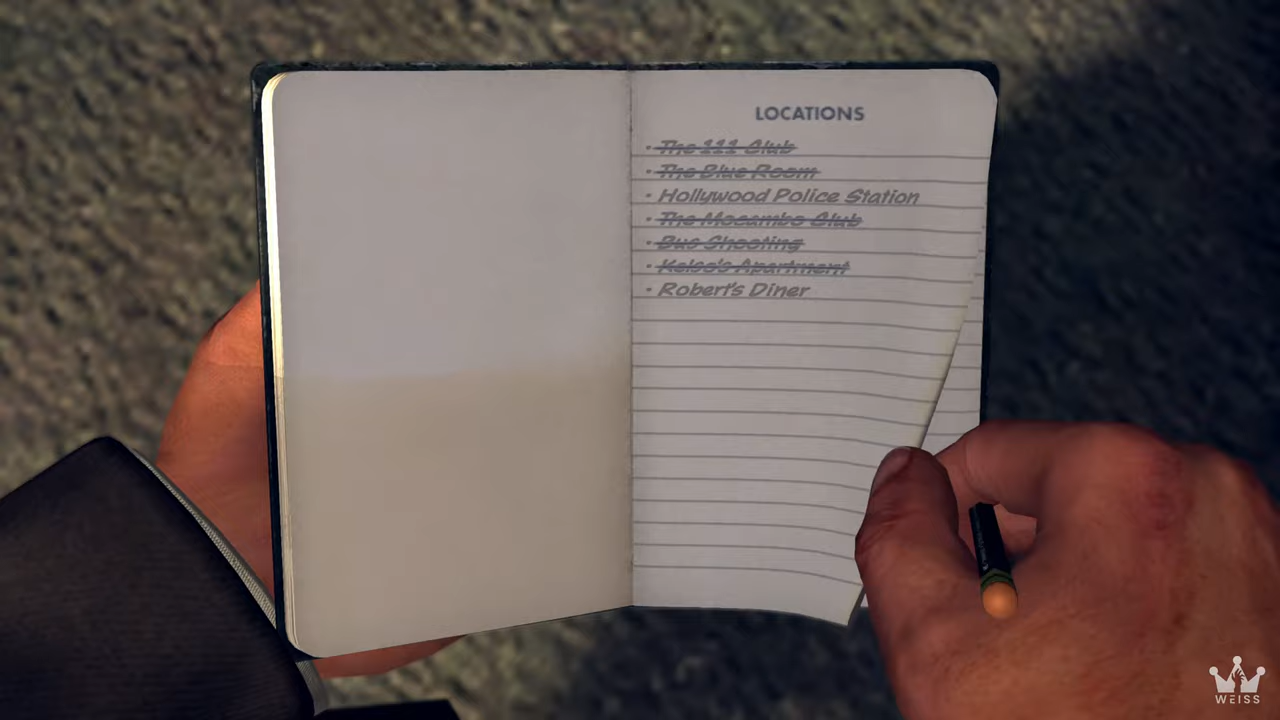 LOCATIONS
· The 111 Club
· The Blue Room
· Hollywood Police Station
· The Mocambo Club
· Bus Shooting
· Kelso's Apartment
· Robert's Diner
WEISS